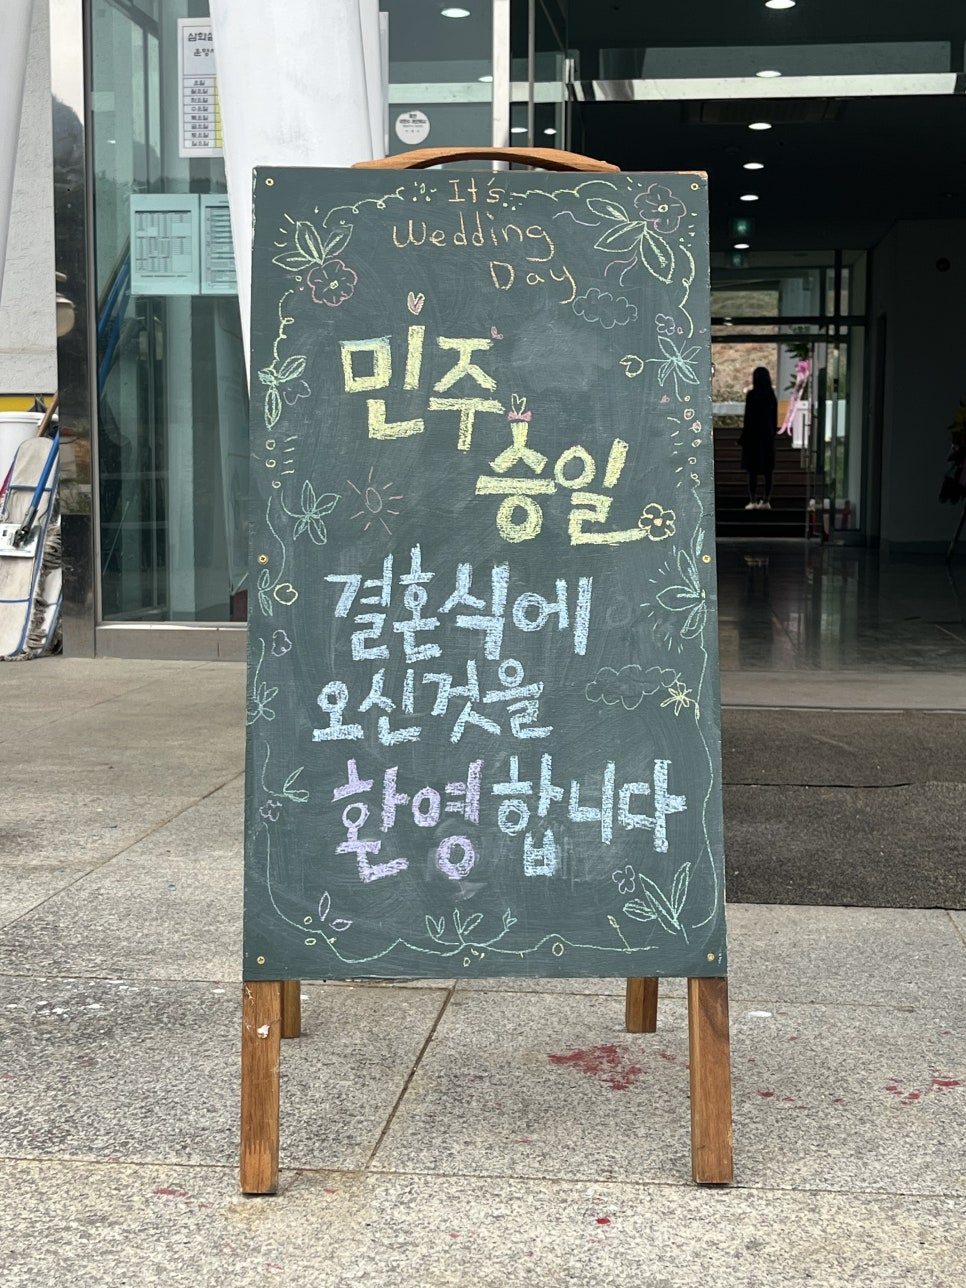 It's
Wedding
Day
민주
승일
결혼식에
오신것을
환영합니다